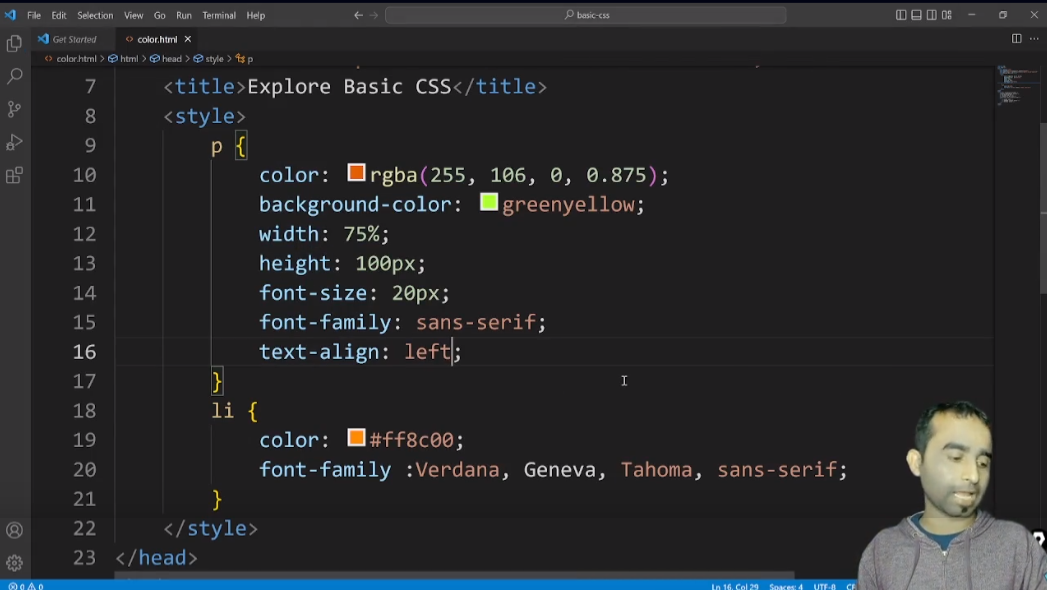 File Edit Selection View Go Run Terminal Help basic-css
Get Started color.html
color.html > html > head > style > p
7 <title>Explore Basic CSS</title>
8 <style>
9 p {
10 color: rgba(255, 106, 0, 0.875);
11 background-color: greenyellow;
12 width: 75%;
13 height: 100px;
14 font-size: 20px;
15 font-family: sans-serif;
16 text-align: left;
17 }
18 li {
19 color: #ff8c00;
20 font-family :Verdana, Geneva, Tahoma, sans-serif;
21 }
22 </style>
23 </head>
0 0 Ln 16, Col 29 Spaces: 4 UTF-8